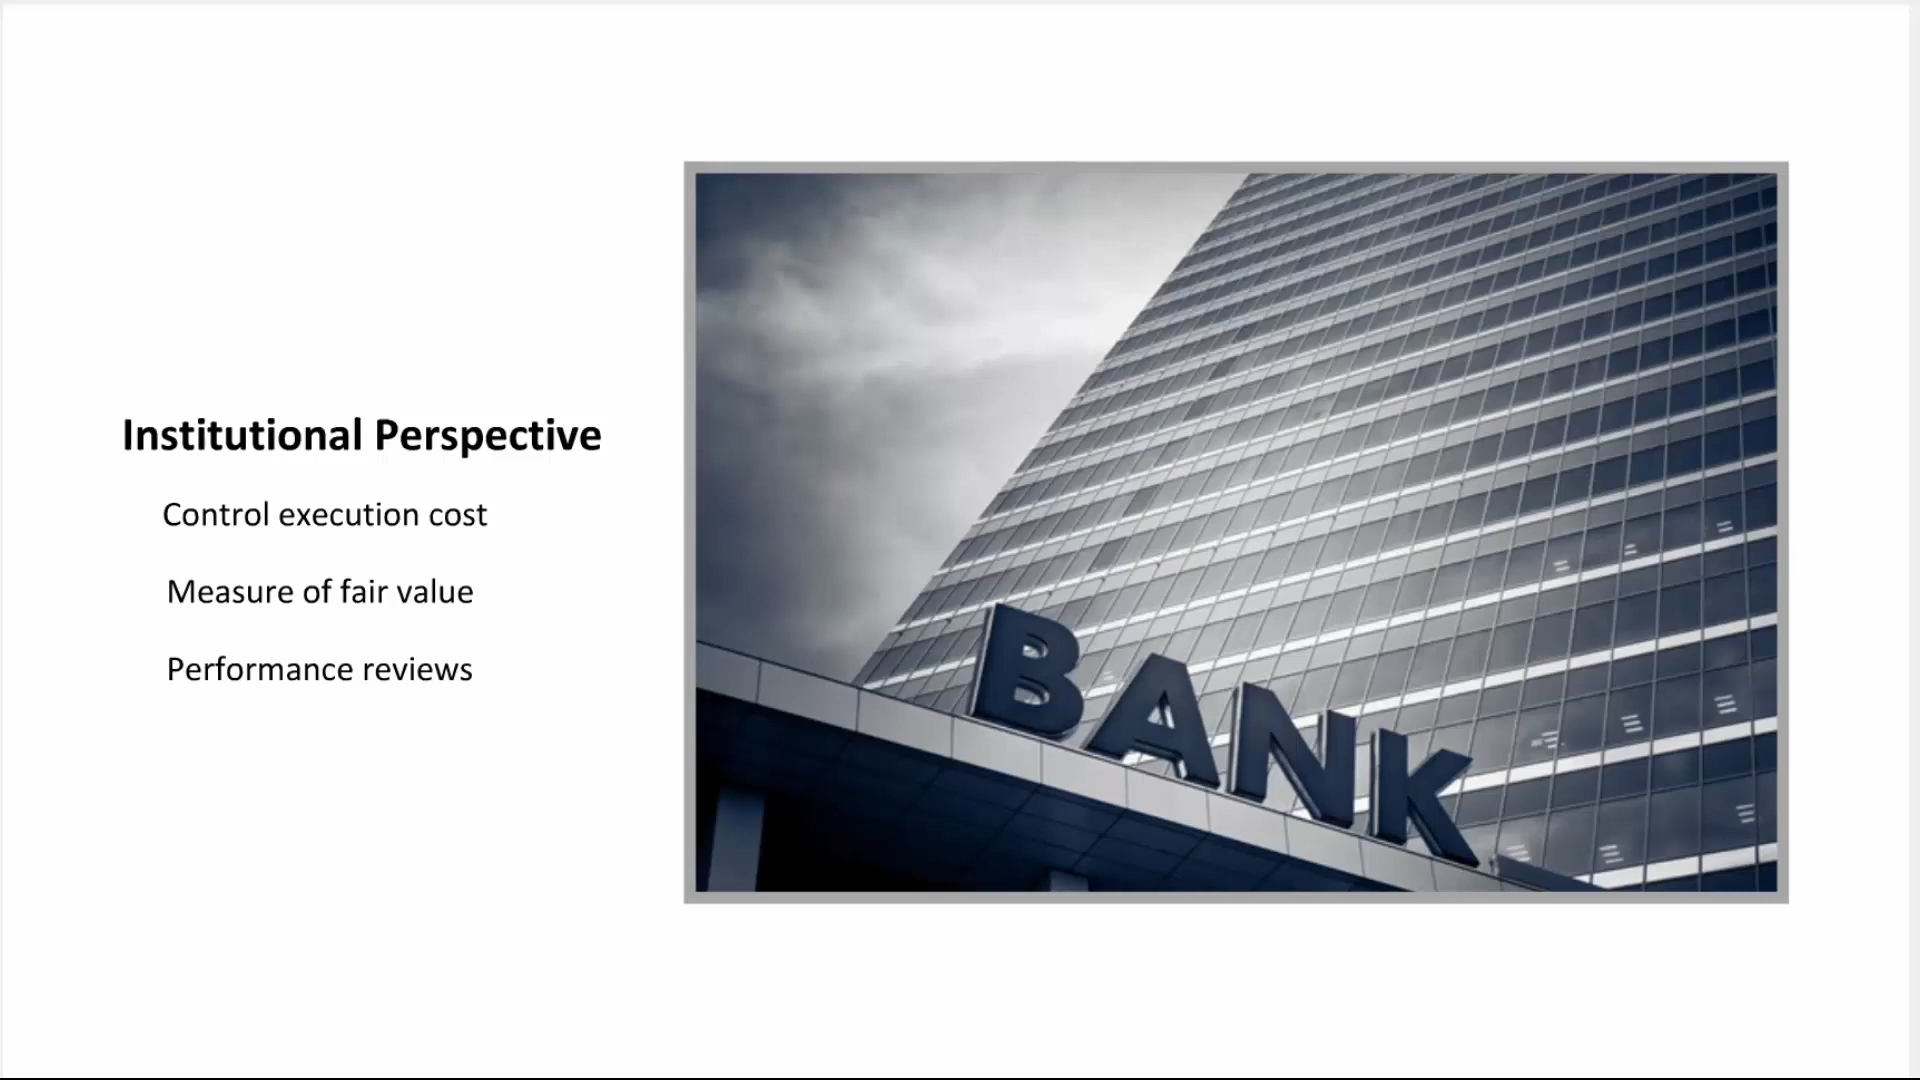 Institutional Perspective
Control execution cost
Measure of fair value
Performance reviews
BANK